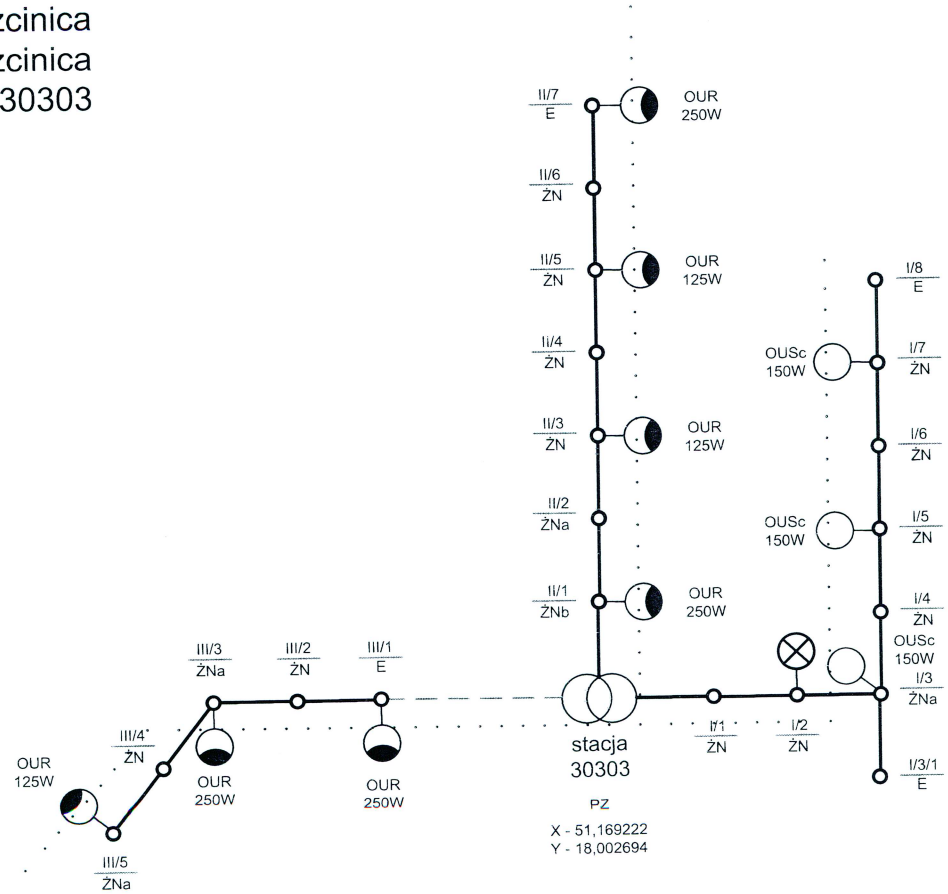 zcinica
zcinica
30303
II/7
E
OUR
250W
II/6
ŻN
II/5
ŻN
OUR
125W
II/4
ŻN
II/3
ŻN
OUR
125W
II/2
ŻNa
II/1
ŻNb
OUR
250W
I/8
E
OUSc
150W
I/7
ŻN
I/6
ŻN
OUSc
150W
I/5
ŻN
I/4
ŻN
OUSc
150W
I/3
ŻNa
I/3/1
E
I/1
ŻN
I/2
ŻN
III/3
ŻNa
III/2
ŻN
III/1
E
III/4
ŻN
OUR
125W
OUR
250W
OUR
250W
III/5
ŻNa
stacja
30303
PZ
X - 51,169222
Y - 18,002694